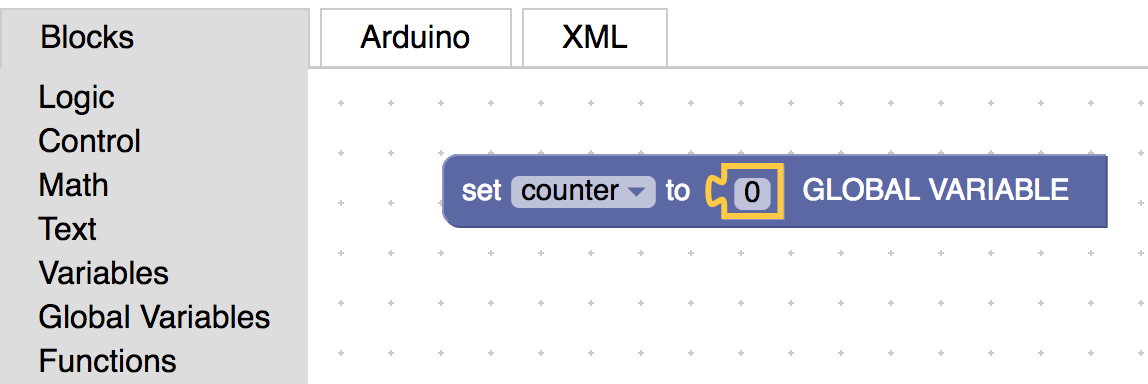 Blocks
Arduino
XML
Logic
Control
Math
Text
Variables
Global Variables
Functions
set counter to 0 GLOBAL VARIABLE